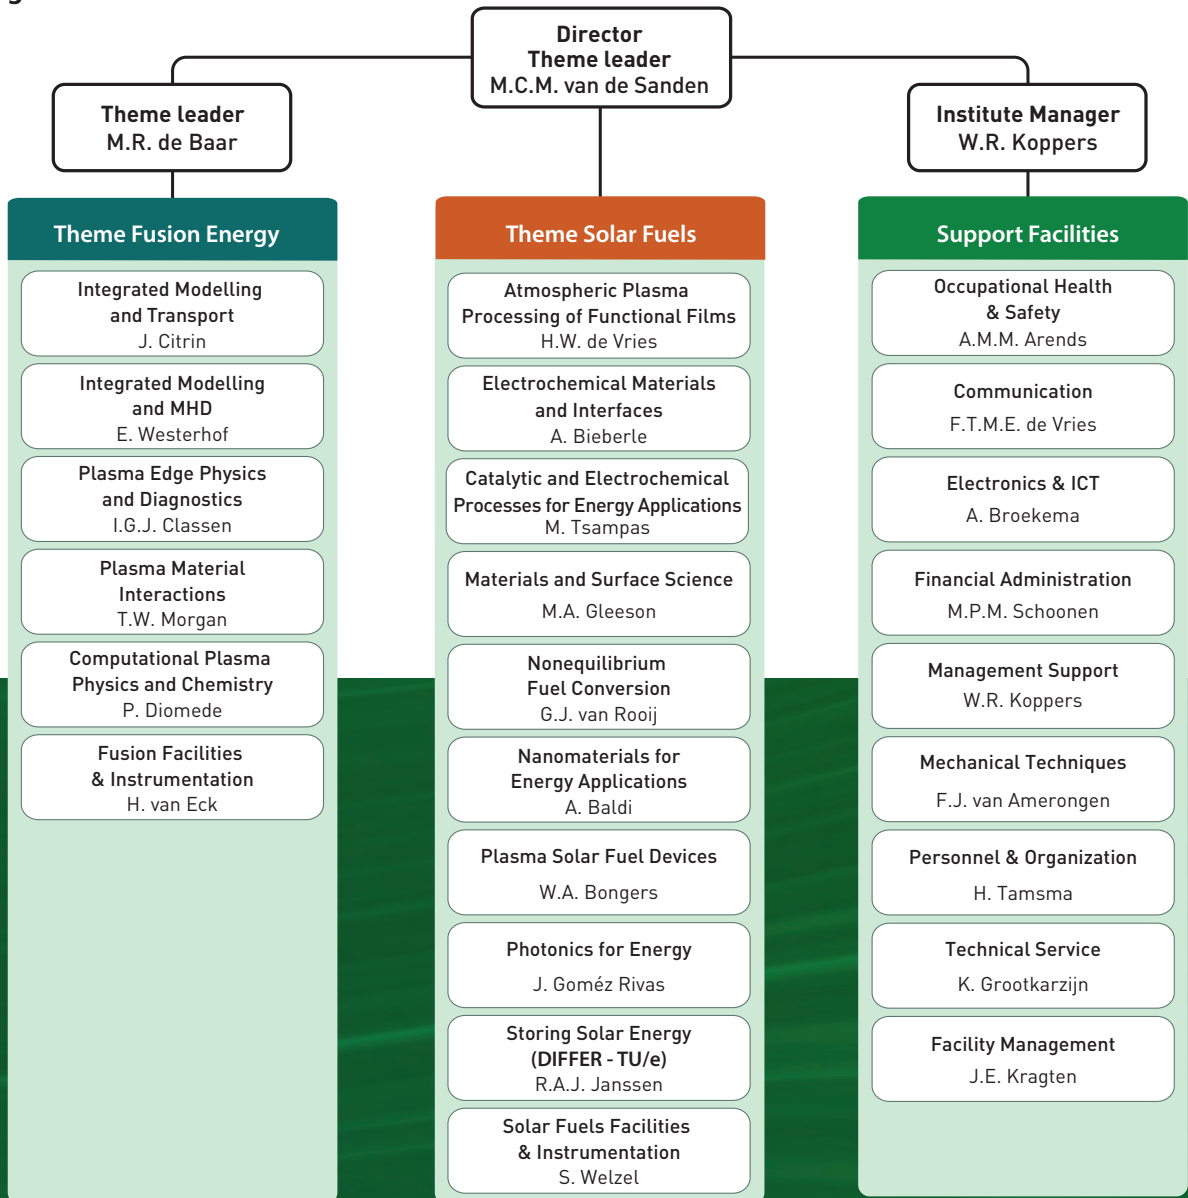 Director
Theme leader
M.C.M. van de Sanden
Theme leader
M.R. de Baar
Institute Manager
W.R. Koppers
Theme Fusion Energy
Integrated Modelling
and Transport
J. Citrin
Integrated Modelling
and MHD
E. Westerhof
Plasma Edge Physics
and Diagnostics
I.G.J. Classen
Plasma Material
Interactions
T.W. Morgan
Computational Plasma
Physics and Chemistry
P. Diomede
Fusion Facilities
& Instrumentation
H. van Eck
Theme Solar Fuels
Atmospheric Plasma
Processing of Functional Films
H.W. de Vries
Electrochemical Materials
and Interfaces
A. Bieberle
Catalytic and Electrochemical
Processes for Energy Applications
M. Tsampas
Materials and Surface Science
M.A. Gleeson
Nonequilibrium
Fuel Conversion
G.J. van Rooij
Nanomaterials for
Energy Applications
A. Baldi
Plasma Solar Fuel Devices
W.A. Bongers
Photonics for Energy
J. Goméz Rivas
Storing Solar Energy
(DIFFER - TU/e)
R.A.J. Janssen
Solar Fuels Facilities
& Instrumentation
S. Welzel
Support Facilities
Occupational Health
& Safety
A.M.M. Arends
Communication
F.T.M.E. de Vries
Electronics & ICT
A. Broekema
Financial Administration
M.P.M. Schoonen
Management Support
W.R. Koppers
Mechanical Techniques
F.J. van Amerongen
Personnel & Organization
H. Tamsma
Technical Service
K. Grootkarzijn
Facility Management
J.E. Kragten